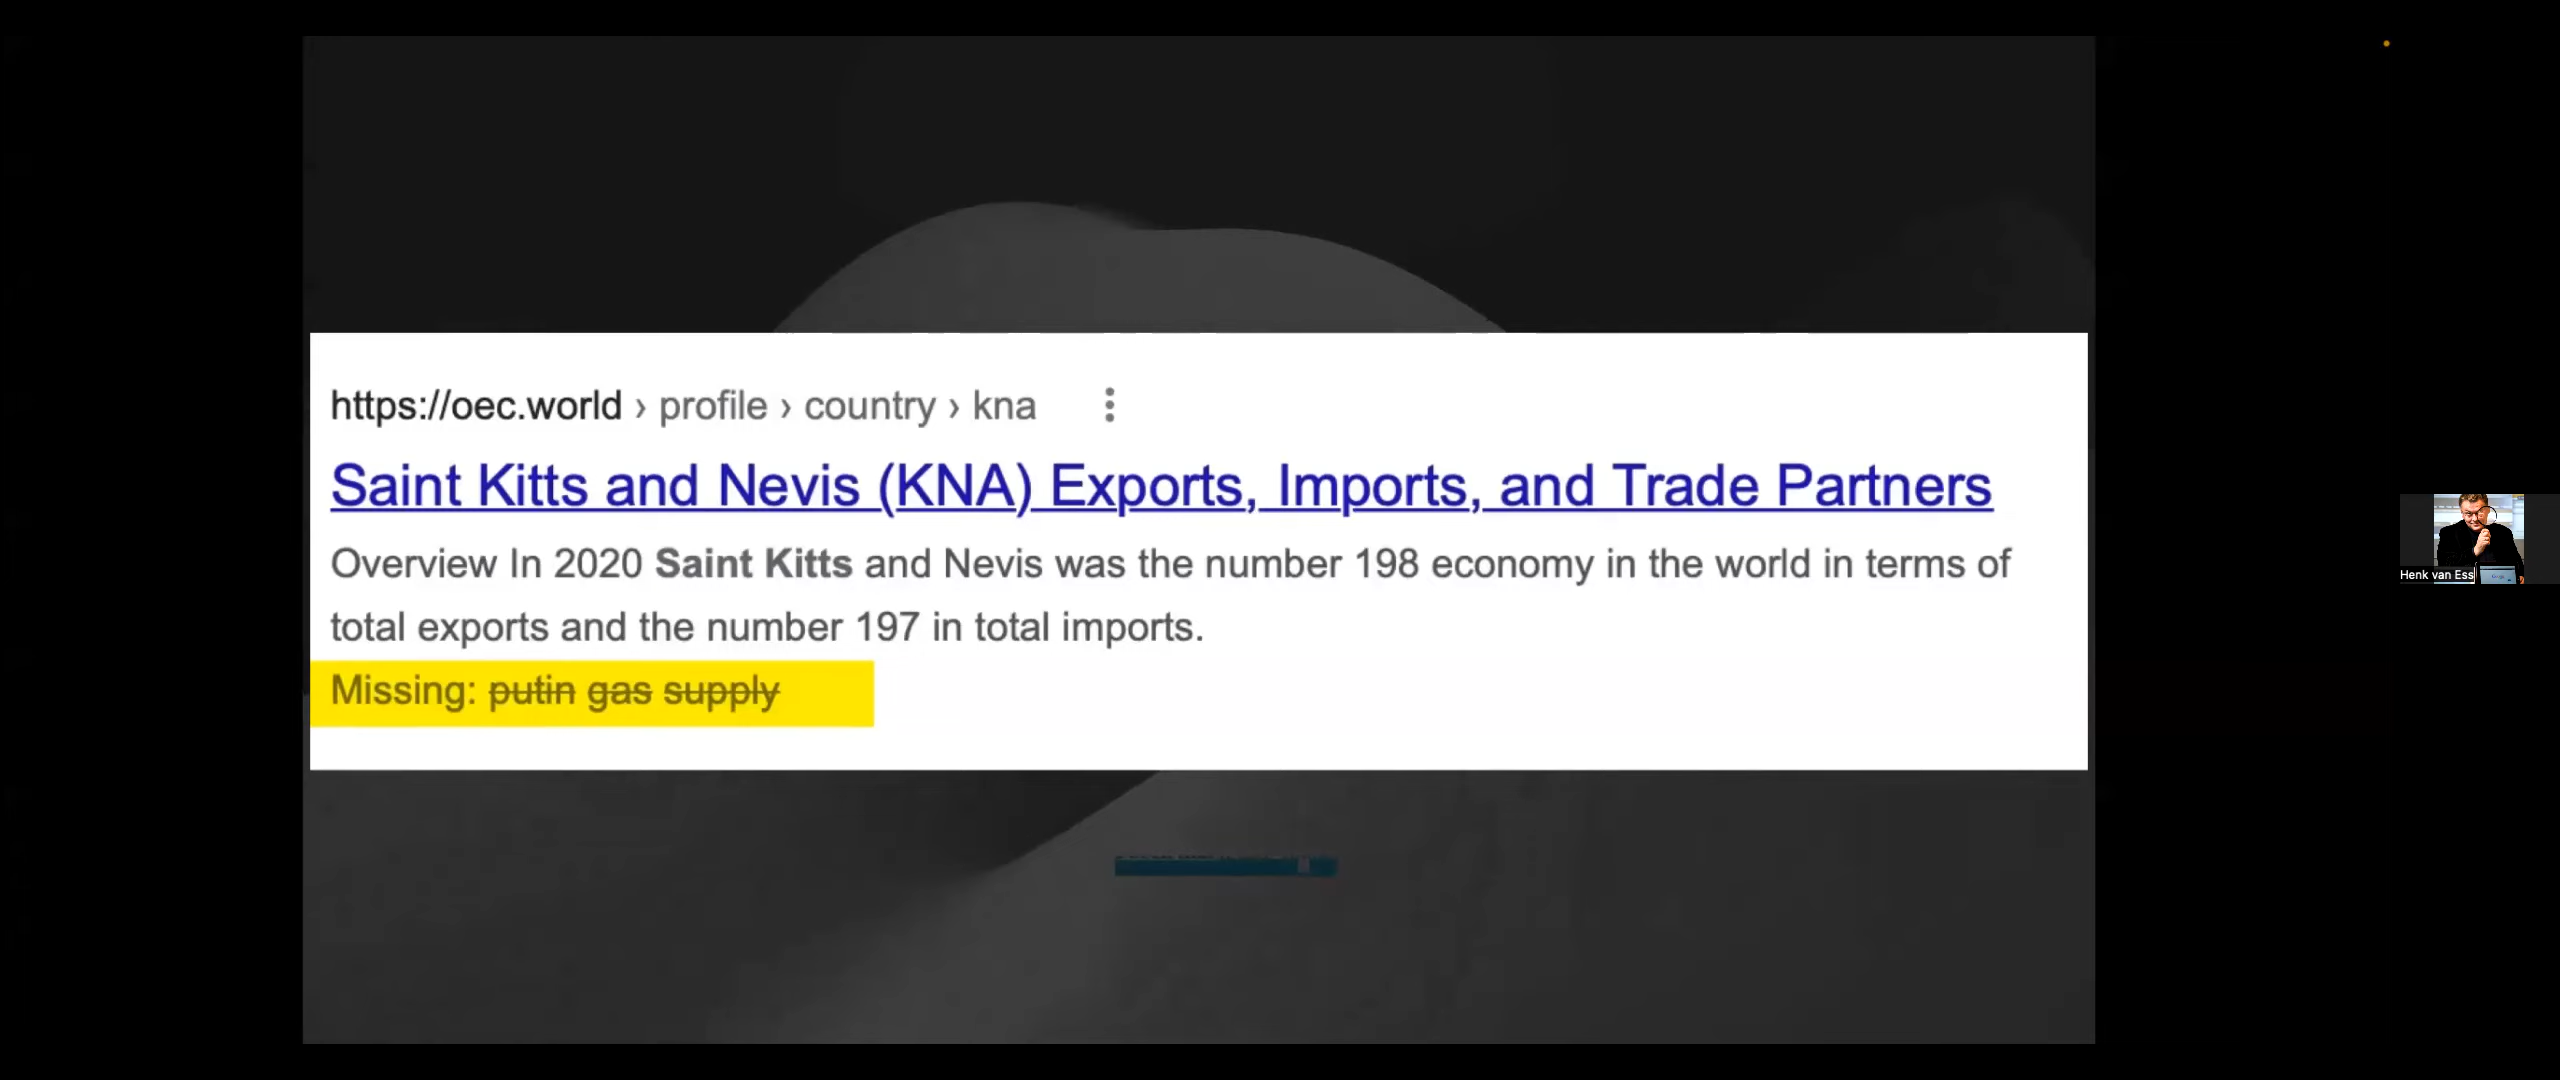 https://oec.world › profile › country › kna
Saint Kitts and Nevis (KNA) Exports, Imports, and Trade Partners
Overview In 2020 Saint Kitts and Nevis was the number 198 economy in the world in terms of
total exports and the number 197 in total imports.
Missing: putin gas supply
Henk van Ess